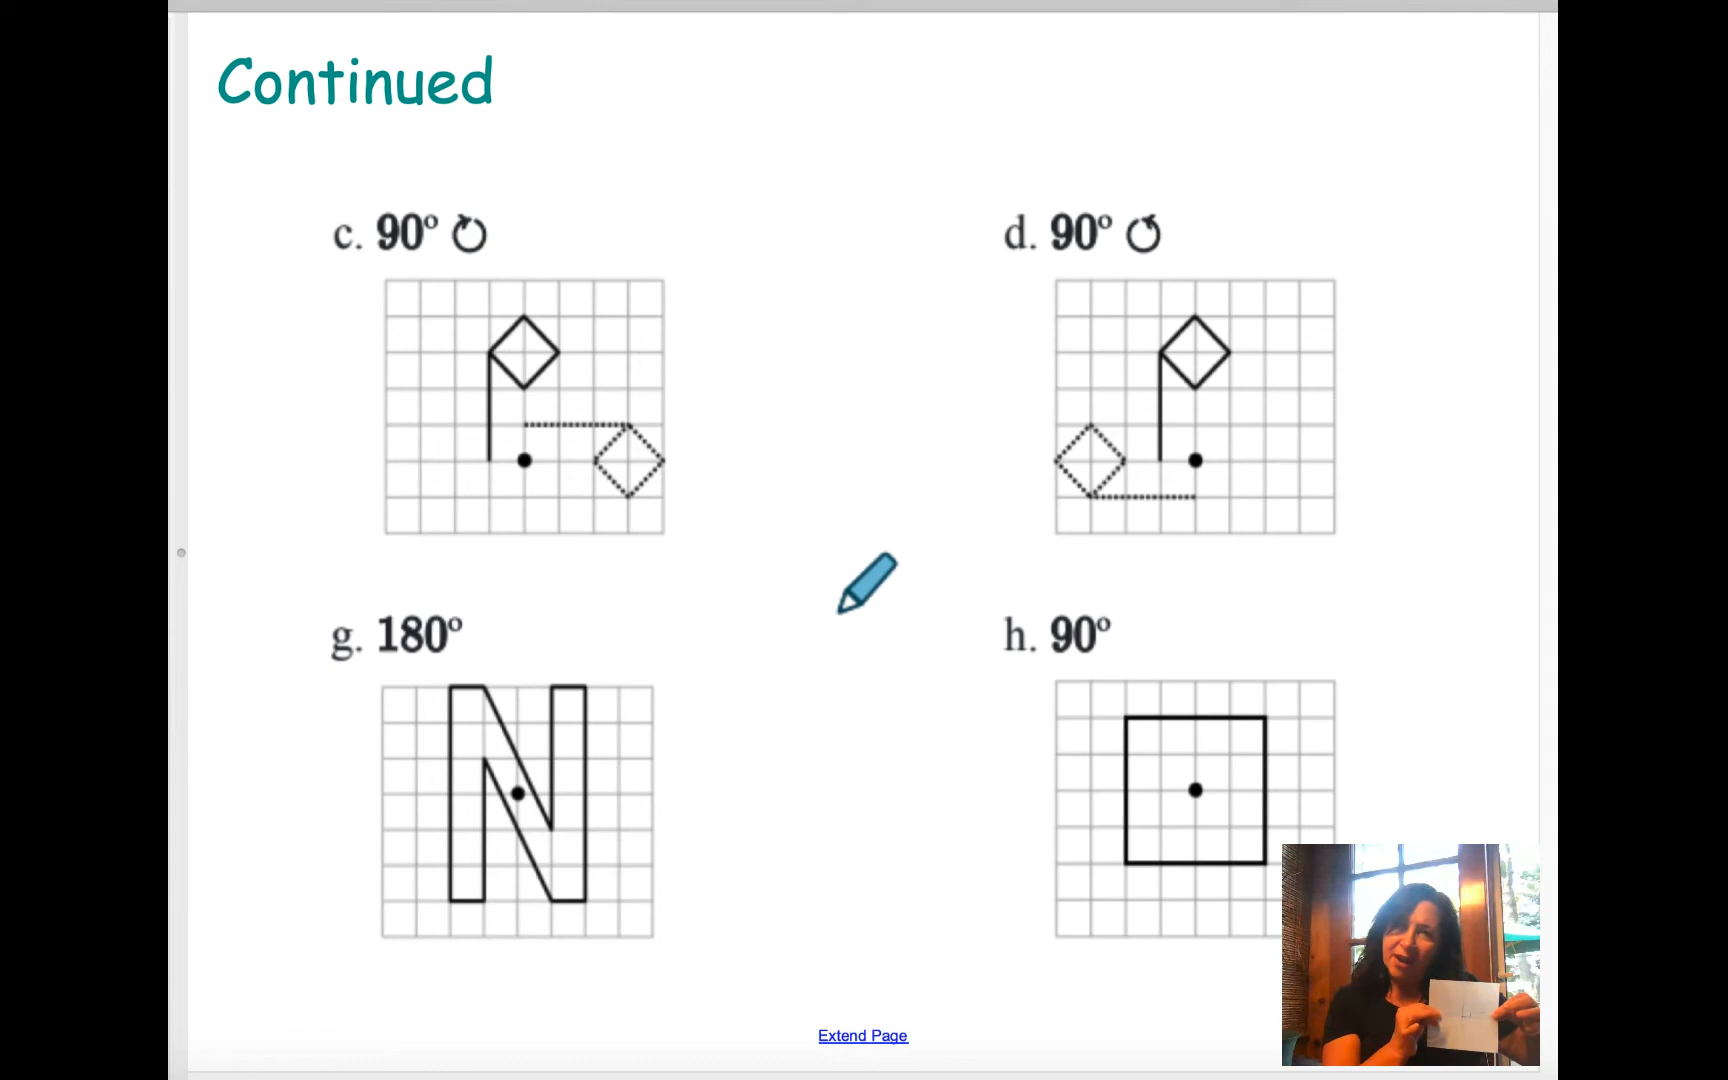 Continued
c. 90°
d. 90°
g. 180°
h. 90°
Extend Page